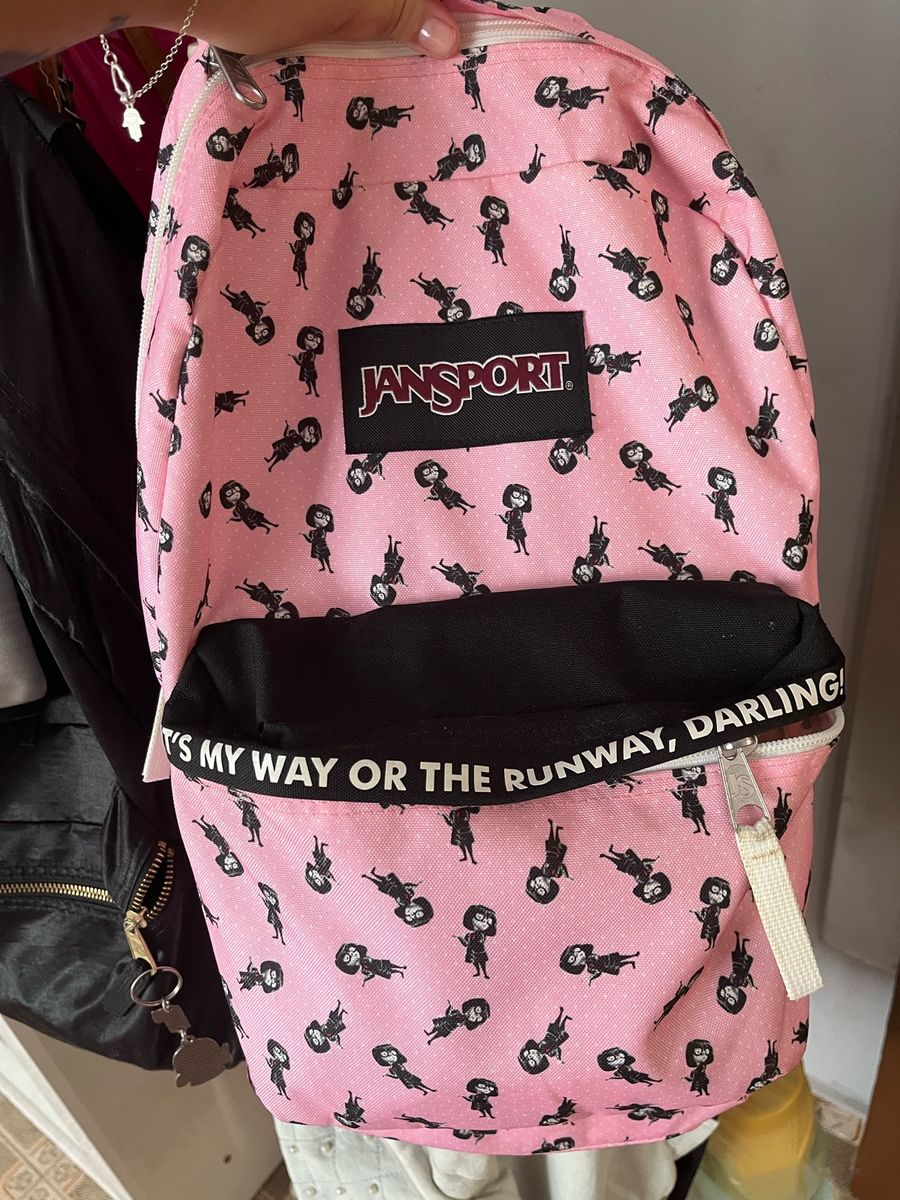 JANSPORT®
T'S MY WAY OR THE RUNWAY, DARLING!